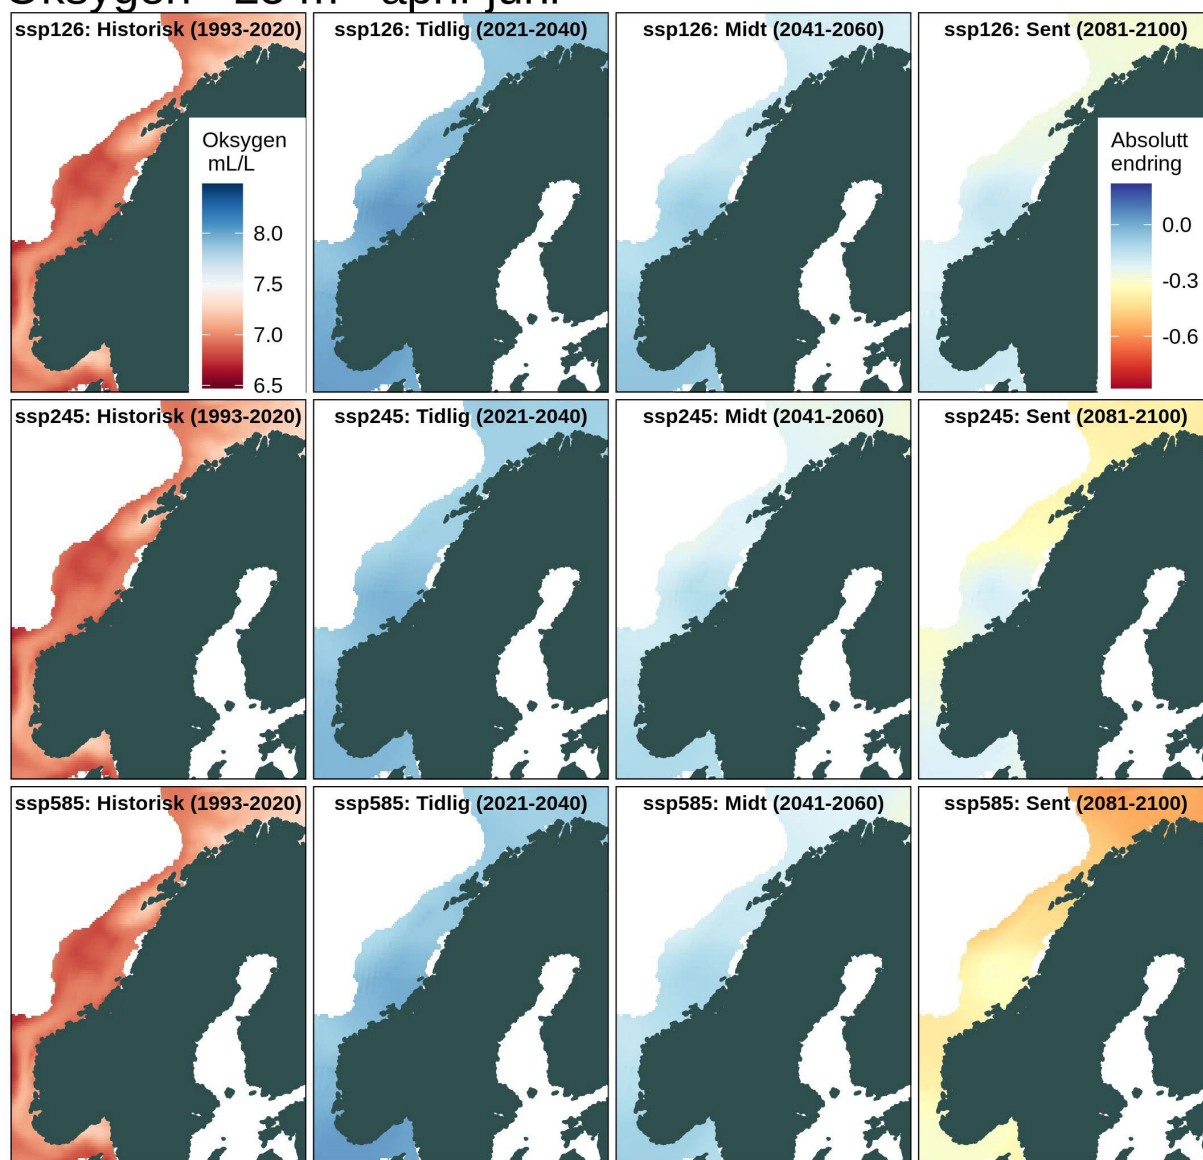 ssp126: Historisk (1993-2020)
ssp126: Tidlig (2021-2040)
ssp126: Midt (2041-2060)
ssp126: Sent (2081-2100)
Oksygen
mL/L
8.0
7.5
7.0
6.5
Absolutt
endring
0.0
-0.3
-0.6
ssp245: Historisk (1993-2020)
ssp245: Tidlig (2021-2040)
ssp245: Midt (2041-2060)
ssp245: Sent (2081-2100)
ssp585: Historisk (1993-2020)
ssp585: Tidlig (2021-2040)
ssp585: Midt (2041-2060)
ssp585: Sent (2081-2100)